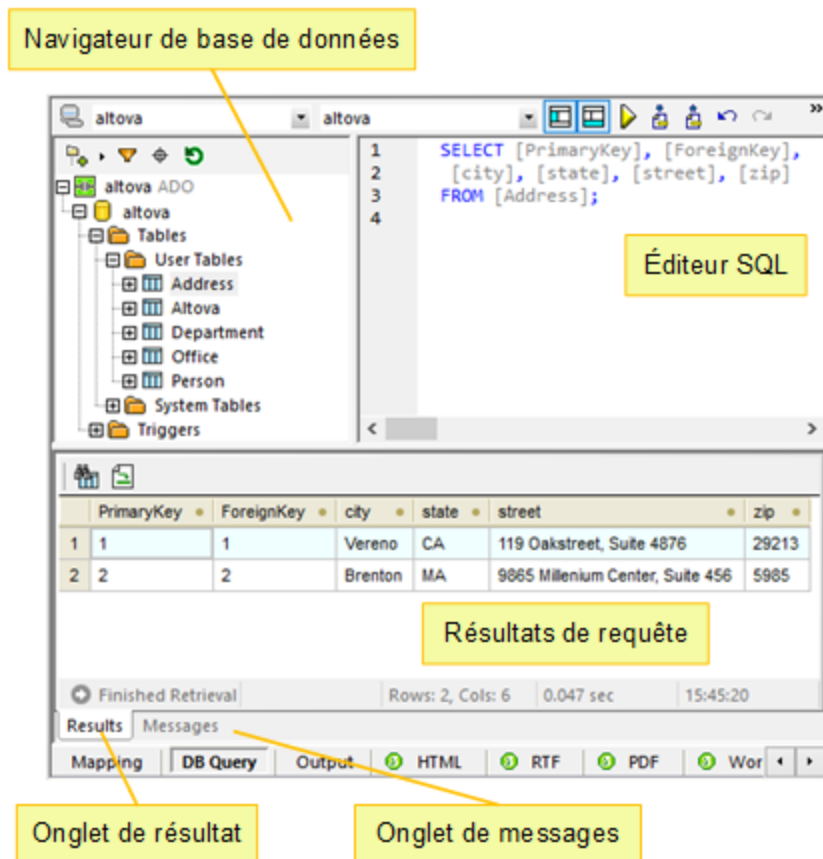 Navigateur de base de données
altova altova »
altova ADO
altova
Tables
User Tables
Address
Altova
Department
Office
Person
System Tables
Triggers
1 SELECT [PrimaryKey], [ForeignKey],
2 [city], [state], [street], [zip]
3 FROM [Address];
4
Éditeur SQL
PrimaryKey ForeignKey city state street zip
1 1 1 Vereno CA 119 Oakstreet, Suite 4876 29213
2 2 2 Brenton MA 9865 Millenium Center, Suite 456 5985
Résultats de requête
Finished Retrieval Rows: 2, Cols: 6 0.047 sec 15:45:20
Results Messages
Mapping DB Query Output HTML RTF PDF Wor
Onglet de résultat
Onglet de messages